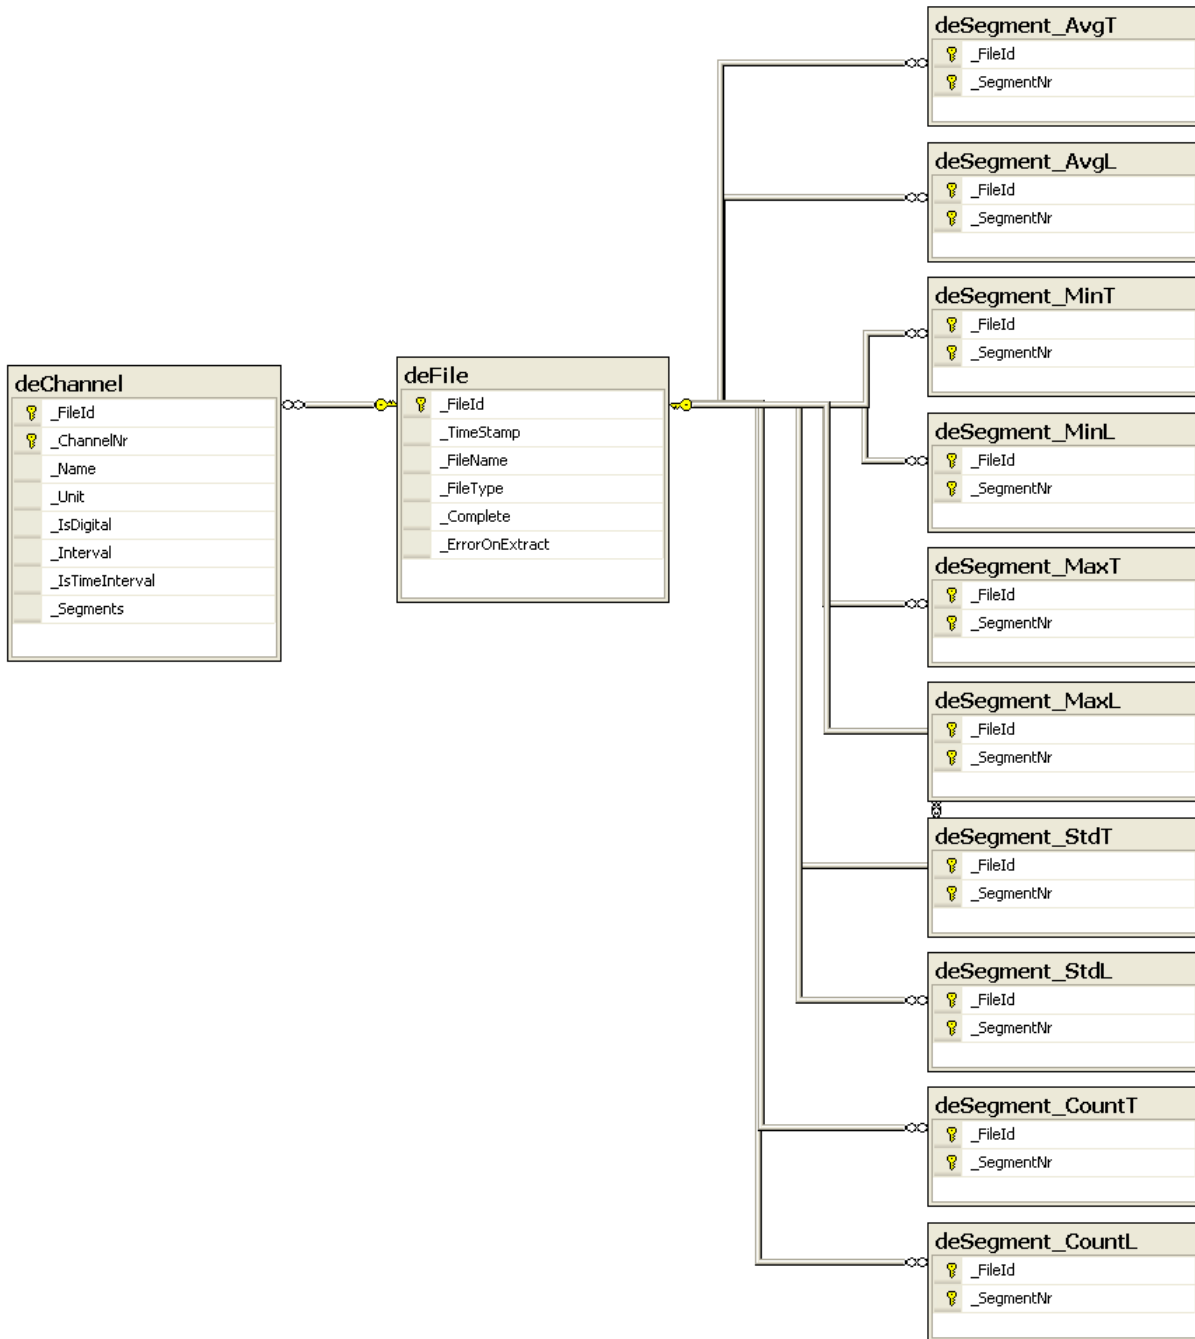 deChannel
_FileId
_ChannelNr
_Name
_Unit
_IsDigital
_Interval
_IsTimeInterval
_Segments
deFile
_FileId
_TimeStamp
_FileName
_FileType
_Complete
_ErrorOnExtract
deSegment_AvgT
_FileId
_SegmentNr
deSegment_AvgL
_FileId
_SegmentNr
deSegment_MinT
_FileId
_SegmentNr
deSegment_MinL
_FileId
_SegmentNr
deSegment_MaxT
_FileId
_SegmentNr
deSegment_MaxL
_FileId
_SegmentNr
deSegment_StdT
_FileId
_SegmentNr
deSegment_StdL
_FileId
_SegmentNr
deSegment_CountT
_FileId
_SegmentNr
deSegment_CountL
_FileId
_SegmentNr